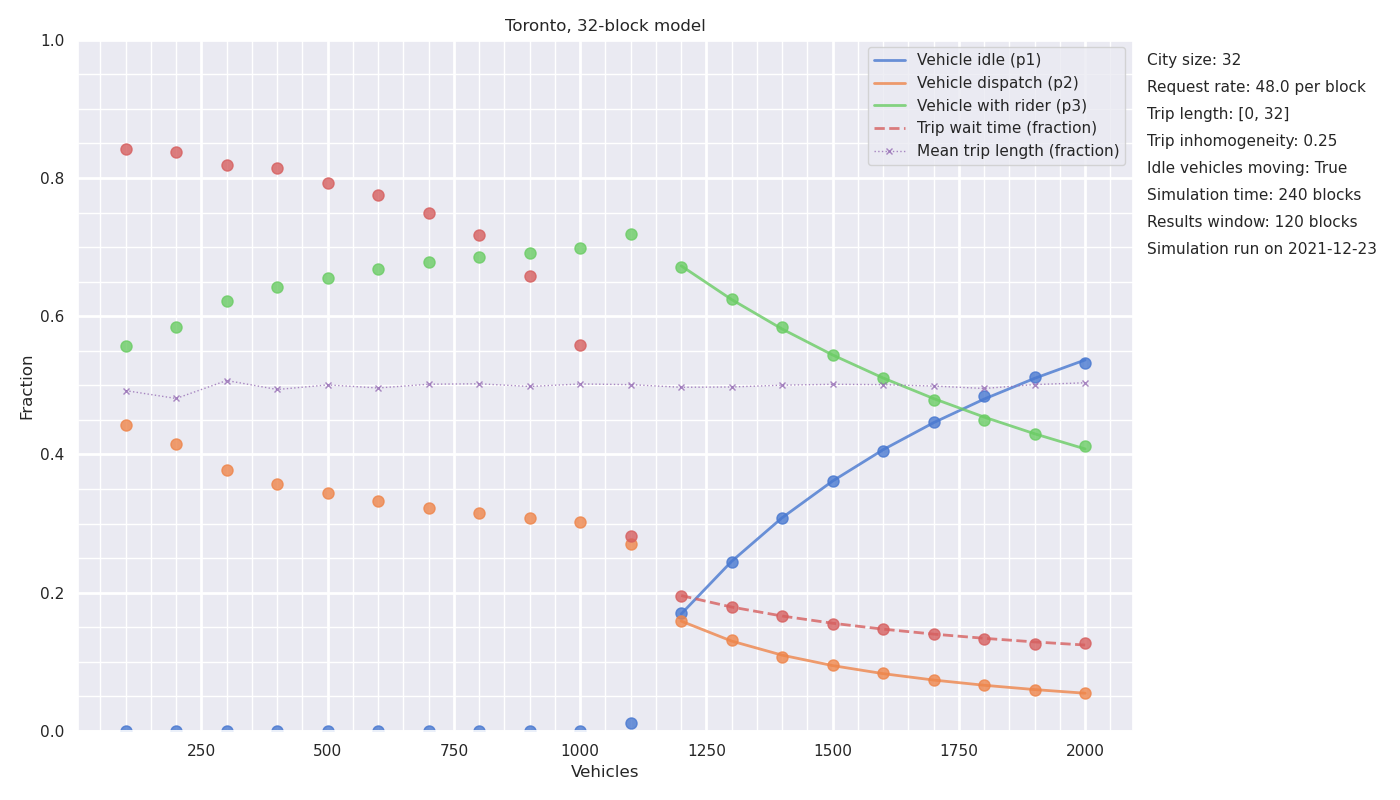 Toronto, 32-block model
1.0
0.8
0.6
0.4
0.2
0.0
Fraction
250
500
750
1000
1250
1500
1750
2000
Vehicles
Vehicle idle (p1)
Vehicle dispatch (p2)
Vehicle with rider (p3)
Trip wait time (fraction)
Mean trip length (fraction)
City size: 32
Request rate: 48.0 per block
Trip length: [0, 32]
Trip inhomogeneity: 0.25
Idle vehicles moving: True
Simulation time: 240 blocks
Results window: 120 blocks
Simulation run on 2021-12-23